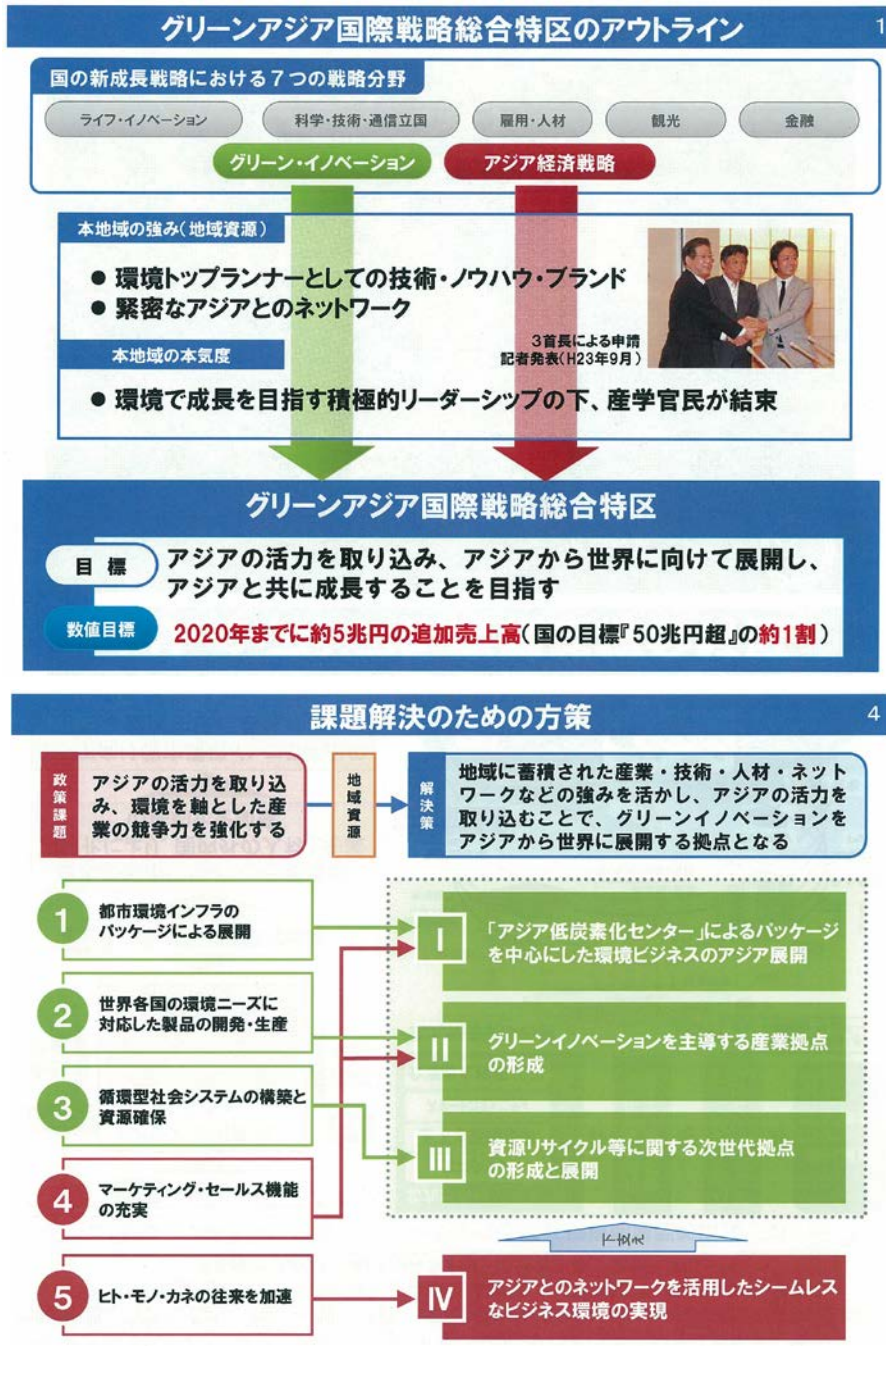 グリーンアジア国際戦略総合特区のアウトライン
1
国の新成長戦略における7つの戦略分野
ライフ・イノベーション
科学・技術・通信立国
雇用・人材
観光
金融
グリーン・イノベーション
アジア経済戦略
本地域の強み(地域資源)
● 環境トップランナーとしての技術・ノウハウ・ブランド
● 緊密なアジアとのネットワーク
3首長による申請
記者発表(H23年9月)
本地域の本気度
● 環境で成長を目指す積極的リーダーシップの下、産学官民が結束
グリーンアジア国際戦略総合特区
目標
アジアの活力を取り込み、アジアから世界に向けて展開し、
アジアと共に成長することを目指す
数値目標
2020年までに約5兆円の追加売上高(国の目標『50兆円超』の約1割)
課題解決のための方策
4
政策課題
アジアの活力を取り込
み、環境を軸とした産
業の競争力を強化する
地域資源
解決策
地域に蓄積された産業・技術・人材・ネット
ワークなどの強みを活かし、アジアの活力を
取り込むことで、グリーンイノベーションを
アジアから世界に展開する拠点となる
1
都市環境インフラの
パッケージによる展開
2
世界各国の環境ニーズに
対応した製品の開発・生産
3
循環型社会システムの構築と
資源確保
4
マーケティング・セールス機能
の充実
5
ヒト・モノ・カネの往来を加速
I
「アジア低炭素化センター」によるパッケージ
を中心にした環境ビジネスのアジア展開
II
グリーンイノベーションを主導する産業拠点
の形成
III
資源リサイクル等に関する次世代拠点
の形成と展開
下支え
IV
アジアとのネットワークを活用したシームレス
なビジネス環境の実現